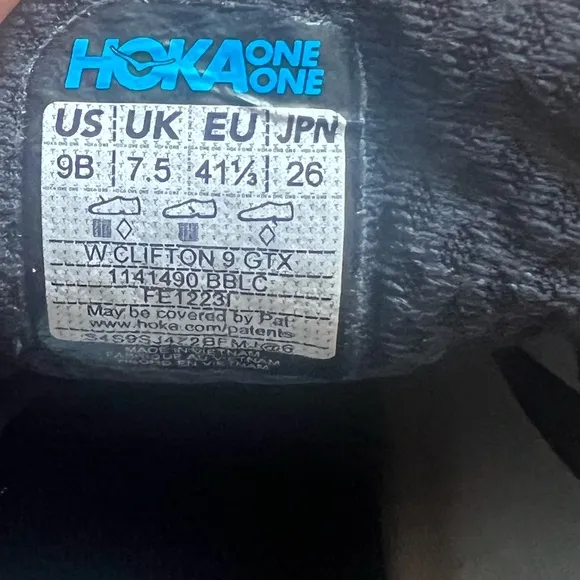 HOKA ONE ONE
US UK EU JPN
9B 7.5 41⅓ 26
W CLIFTON 9 GTX
1141490 BBLC
FE1223I
May be covered by Pat
www.hoka.com/patents
MADE IN VIETNAM